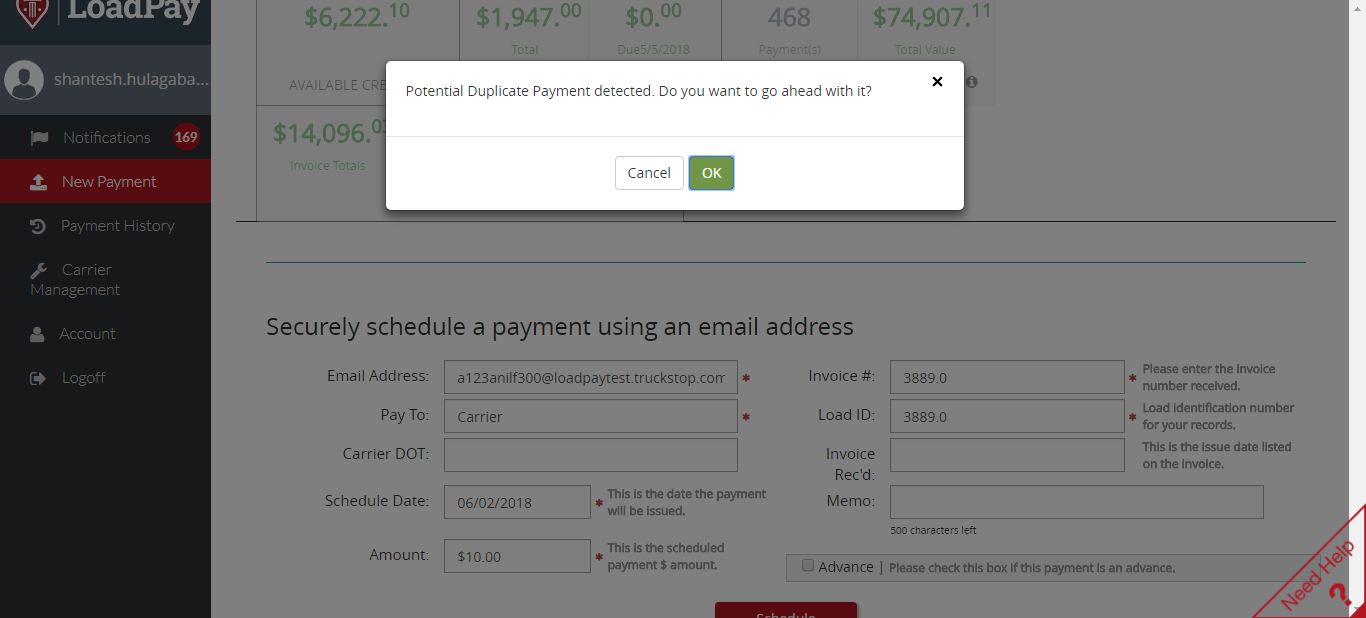 LoadPay
$6,222.10
$1,947.00
$0.00
468
$74,907.11
Total
Due5/5/2018
Payment(s)
Total Value
shantesh.hulagaba...
AVAILABLE CRE
Potential Duplicate Payment detected. Do you want to go ahead with it?
Cancel
OK
$14,096.03
Invoice Totals
Notifications
169
New Payment
Payment History
Carrier
Management
Account
Logoff
Securely schedule a payment using an email address
Email Address:
a123anilf300@loadpaytest.truckstop.com
*
Pay To:
Carrier
*
Carrier DOT:
Schedule Date:
06/02/2018
*
This is the date the payment
will be issued.
Amount:
$10.00
*
This is the scheduled
payment $ amount.
Invoice #:
3889.0
*
Please enter the invoice
number received.
Load ID:
3889.0
*
Load identification number
for your records.
Invoice
Rec'd:
This is the issue date listed
on the invoice.
Memo:
500 characters left
Advance | Please check this box if this payment is an advance.
Schedule
Need Help
?